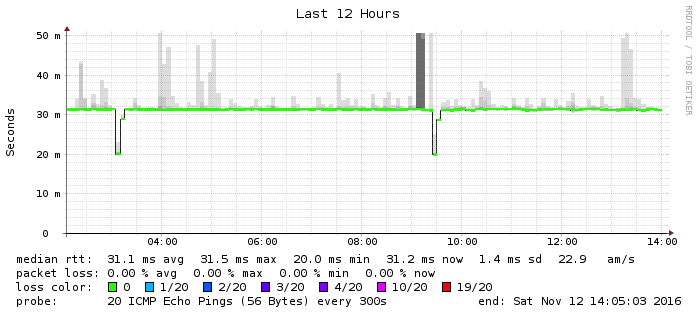 Last 12 Hours
RRDTOOL / TOBI OETIKER
Seconds
50 m
40 m
30 m
20 m
10 m
0
04:00 06:00 08:00 10:00 12:00 14:00
median rtt: 31.1 ms avg 31.5 ms max 20.0 ms min 31.2 ms now 1.4 ms sd 22.9 am/s
packet loss: 0.00 % avg 0.00 % max 0.00 % min 0.00 % now
loss color: 0 1/20 2/20 3/20 4/20 10/20 19/20
probe: 20 ICMP Echo Pings (56 Bytes) every 300s end: Sat Nov 12 14:05:03 2016